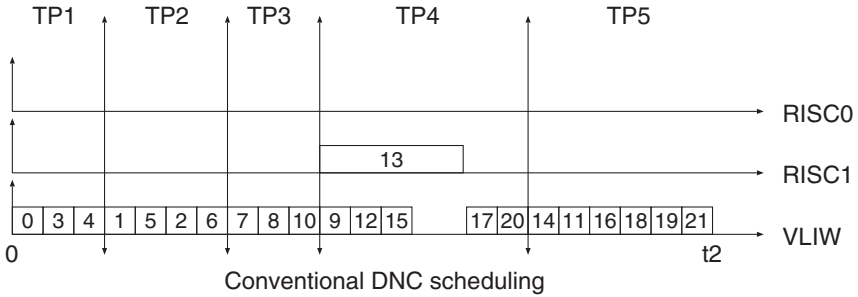 TP1 TP2 TP3 TP4 TP5
RISC0
13
RISC1
0 3 4 1 5 2 6 7 8 10 9 12 15 17 20 14 11 16 18 19 21
VLIW
0 t2
Conventional DNC scheduling